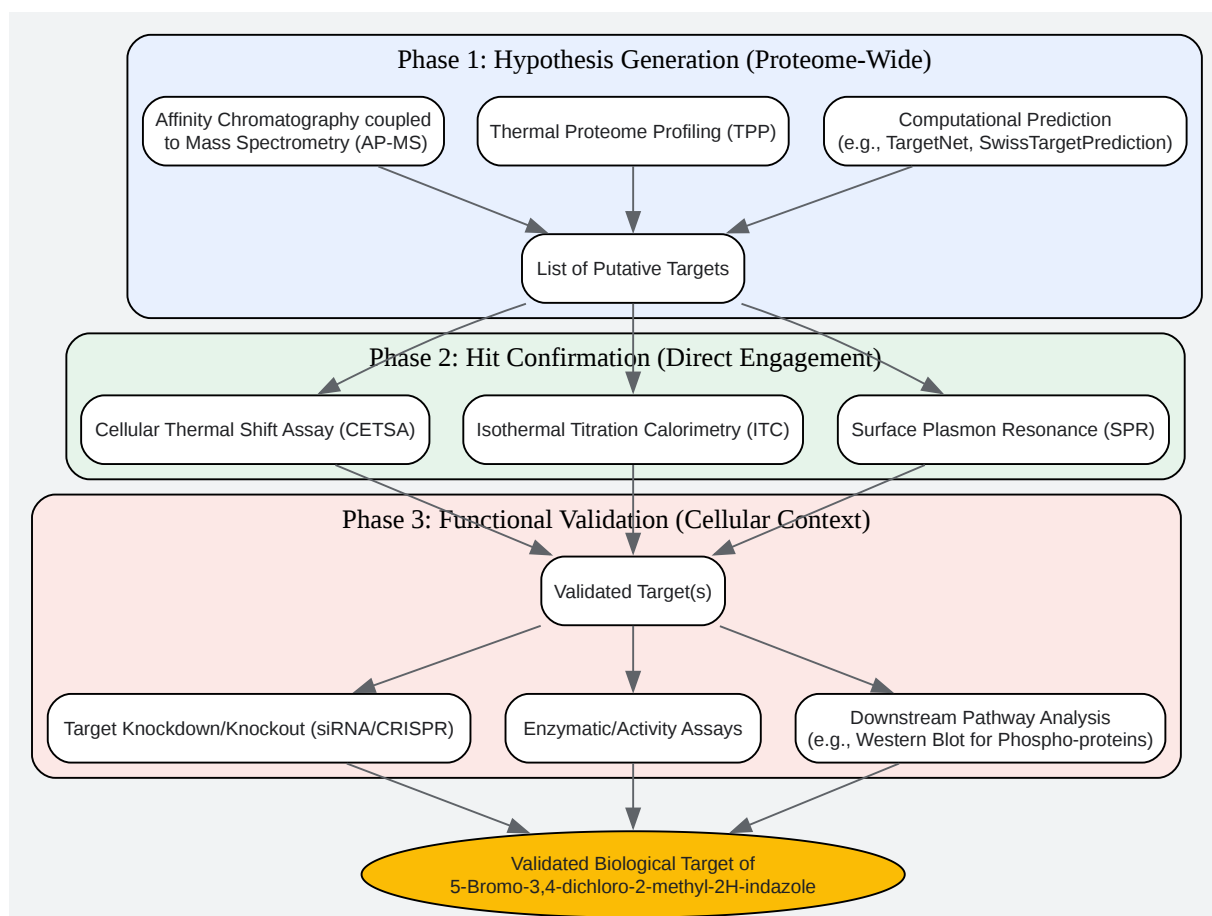 Phase 1: Hypothesis Generation (Proteome-Wide)
Affinity Chromatography coupled
to Mass Spectrometry (AP-MS)
Thermal Proteome Profiling (TPP)
Computational Prediction
(e.g., TargetNet, SwissTargetPrediction)
List of Putative Targets
Phase 2: Hit Confirmation (Direct Engagement)
Cellular Thermal Shift Assay (CETSA)
Isothermal Titration Calorimetry (ITC)
Surface Plasmon Resonance (SPR)
Phase 3: Functional Validation (Cellular Context)
Validated Target(s)
Target Knockdown/Knockout (siRNA/CRISPR)
Enzymatic/Activity Assays
Downstream Pathway Analysis
(e.g., Western Blot for Phospho-proteins)
Validated Biological Target of
5-Bromo-3,4-dichloro-2-methyl-2H-indazole